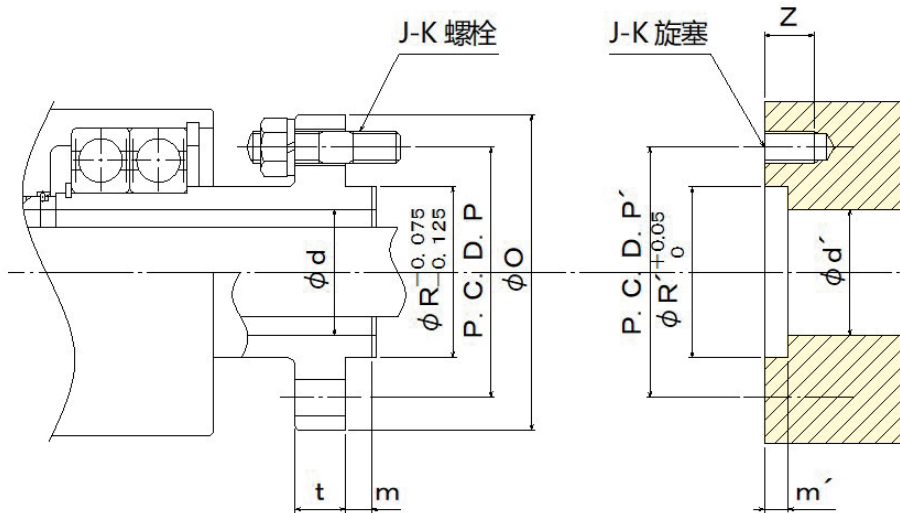 J-K 螺栓
J-K 旋塞
Z
φd
φR −0.075 −0.125
P. C. D. P
φO
P. C. D. P´
φR´ +0.05 0
φd´
t
m
m´